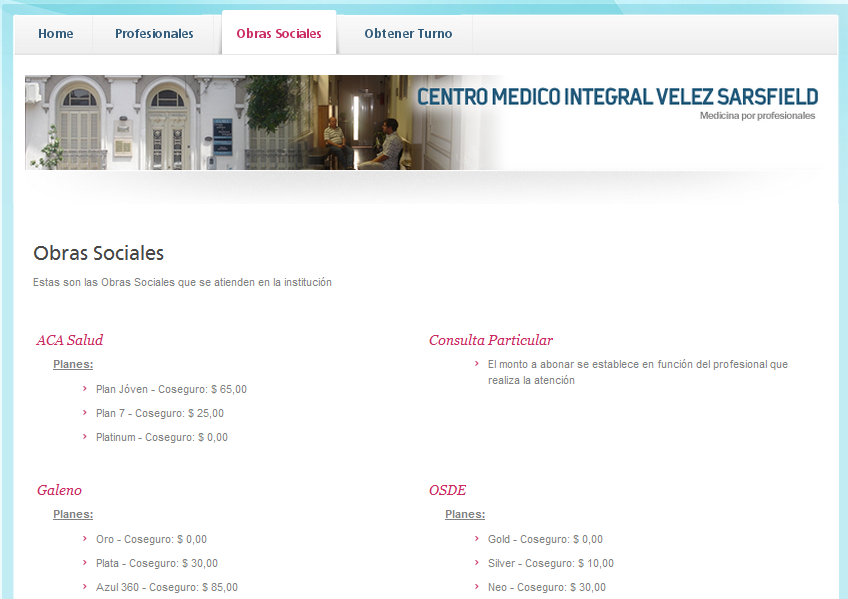 Home
Profesionales
Obras Sociales
Obtener Turno
CENTRO MEDICO INTEGRAL VELEZ SARSFIELD
Medicina por profesionales
Obras Sociales
Estas son las Obras Sociales que se atienden en la institución
ACA Salud
Planes:
Plan Jóven - Coseguro: $ 65,00
Plan 7 - Coseguro: $ 25,00
Platinum - Coseguro: $ 0,00
Consulta Particular
El monto a abonar se establece en función del profesional que
realiza la atención
Galeno
Planes:
Oro - Coseguro: $ 0,00
Plata - Coseguro: $ 30,00
Azul 360 - Coseguro: $ 85,00
OSDE
Planes:
Gold - Coseguro: $ 0,00
Silver - Coseguro: $ 10,00
Neo - Coseguro: $ 30,00